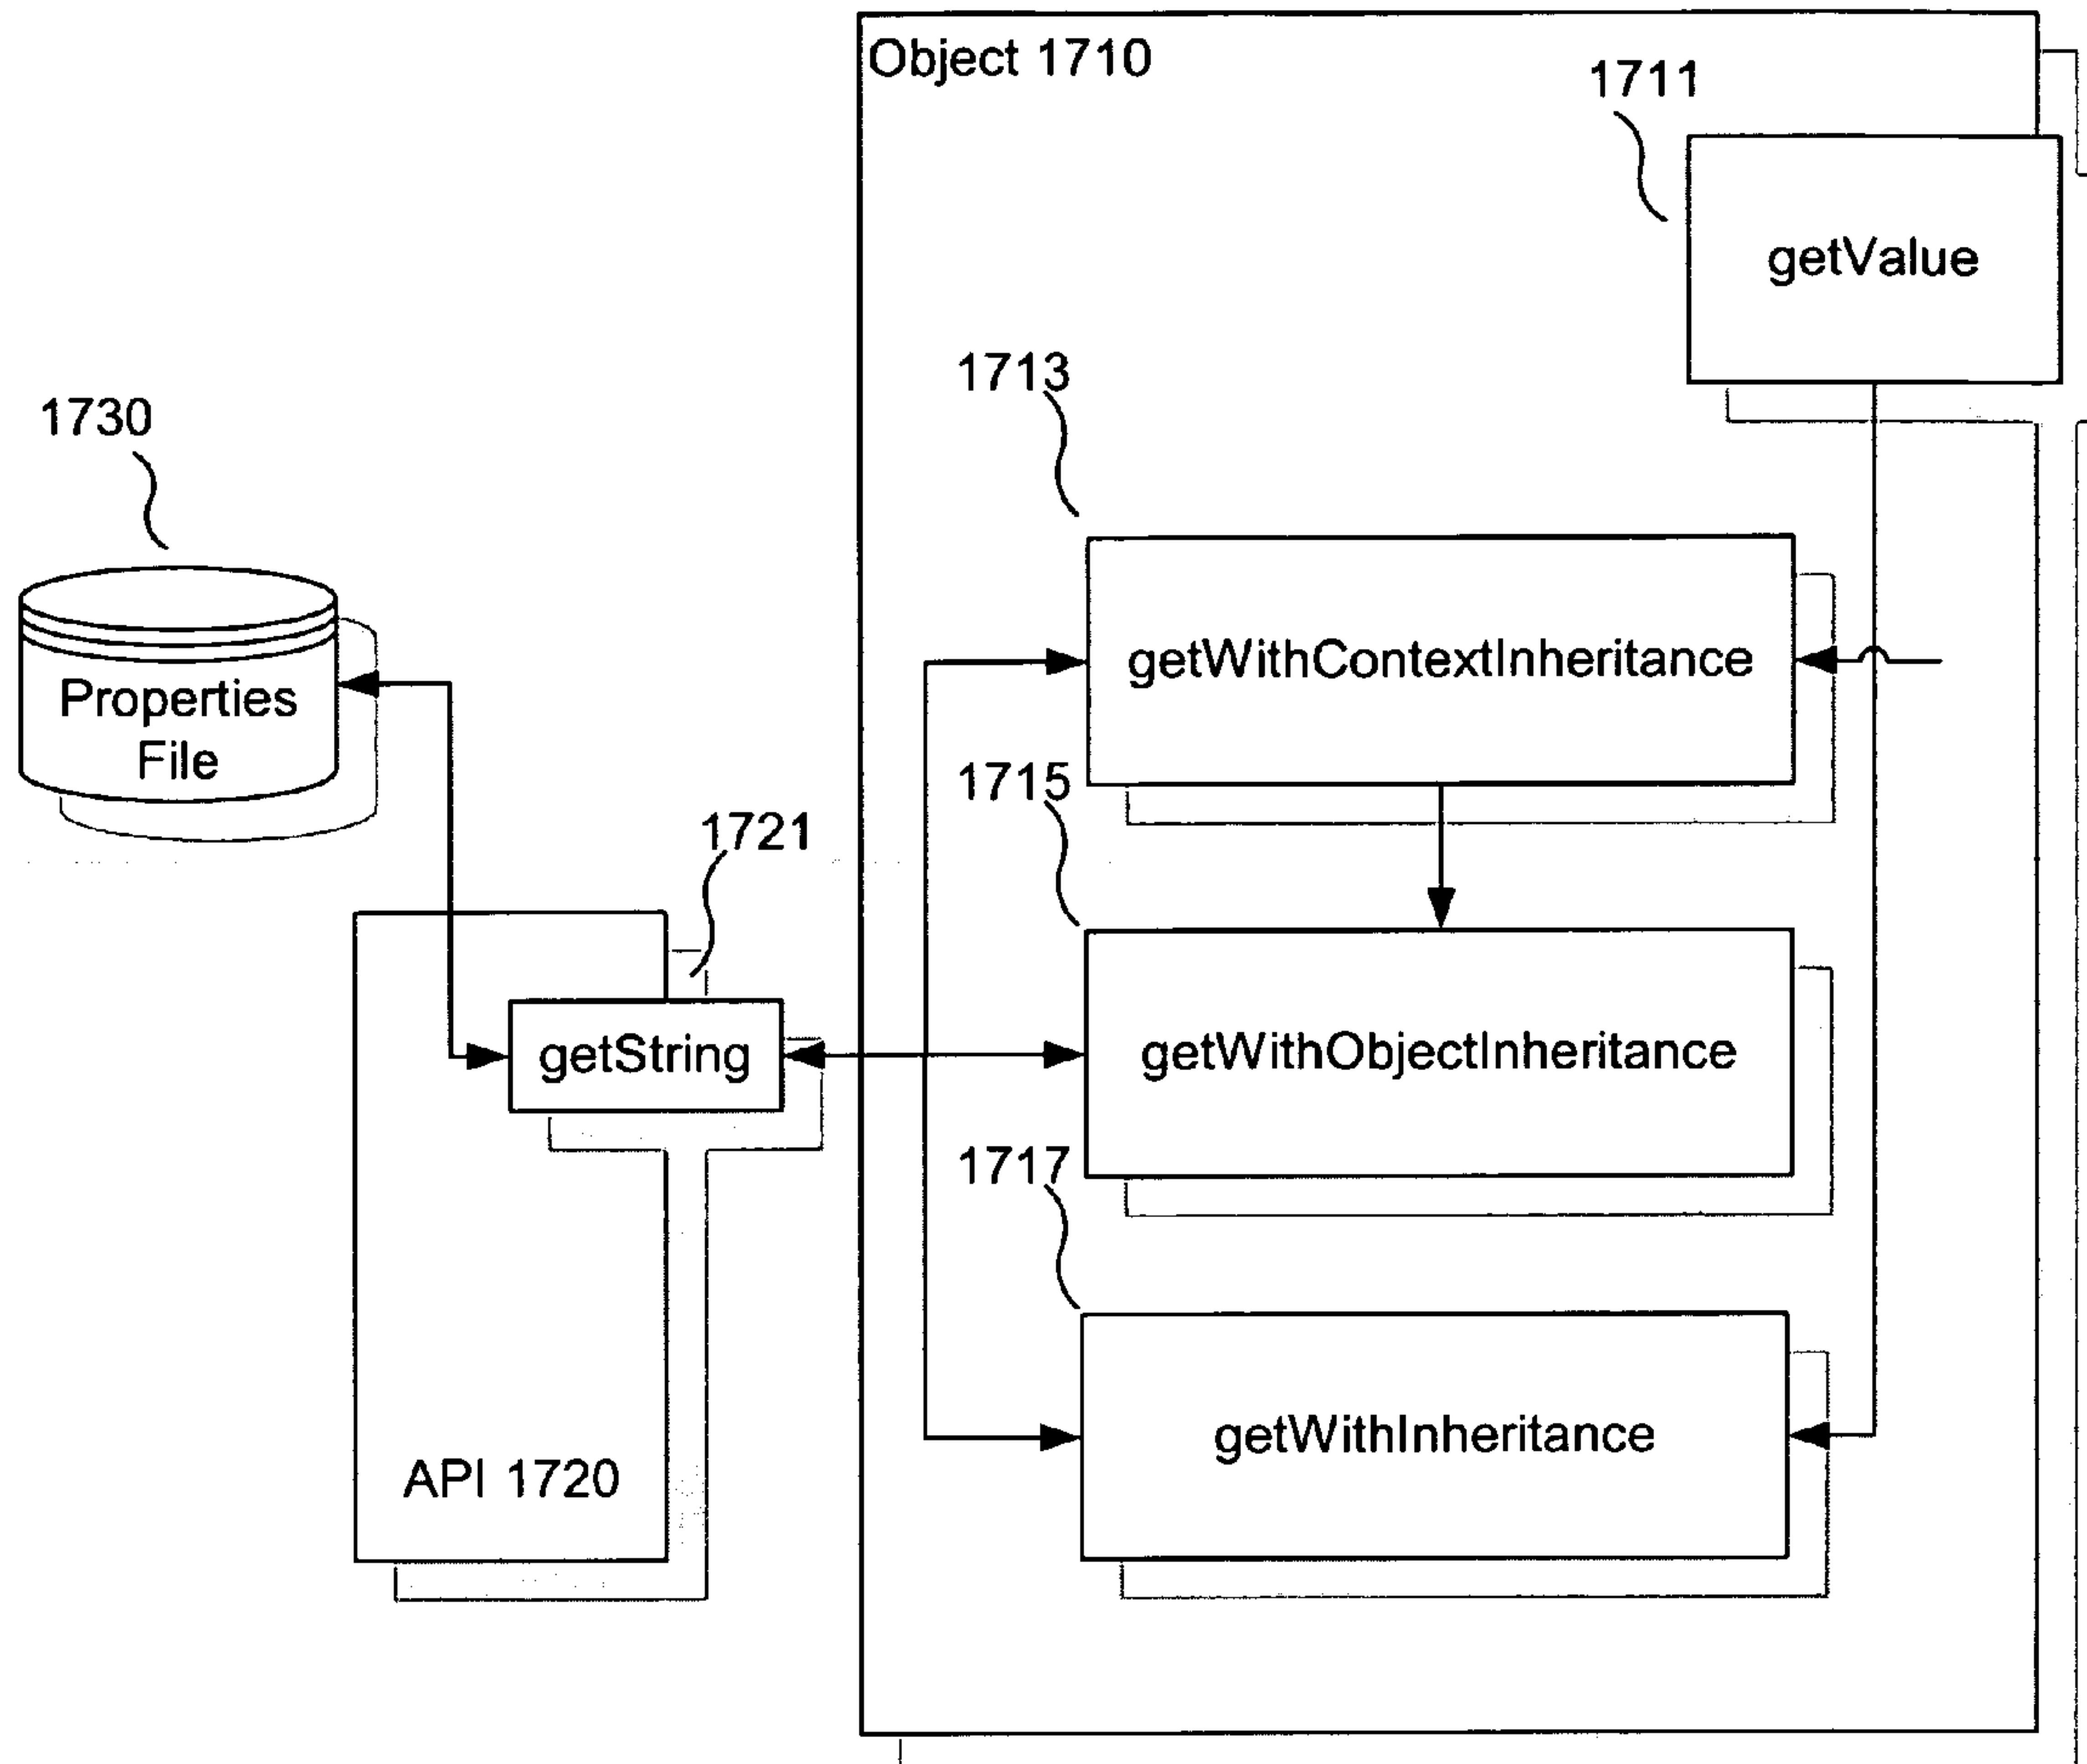 Object 1710
1711
getValue
1713
1730
getWithContextInheritance
Properties
File
1715
1721
getString
getWithObjectInheritance
1717
getWithInheritance
API 1720